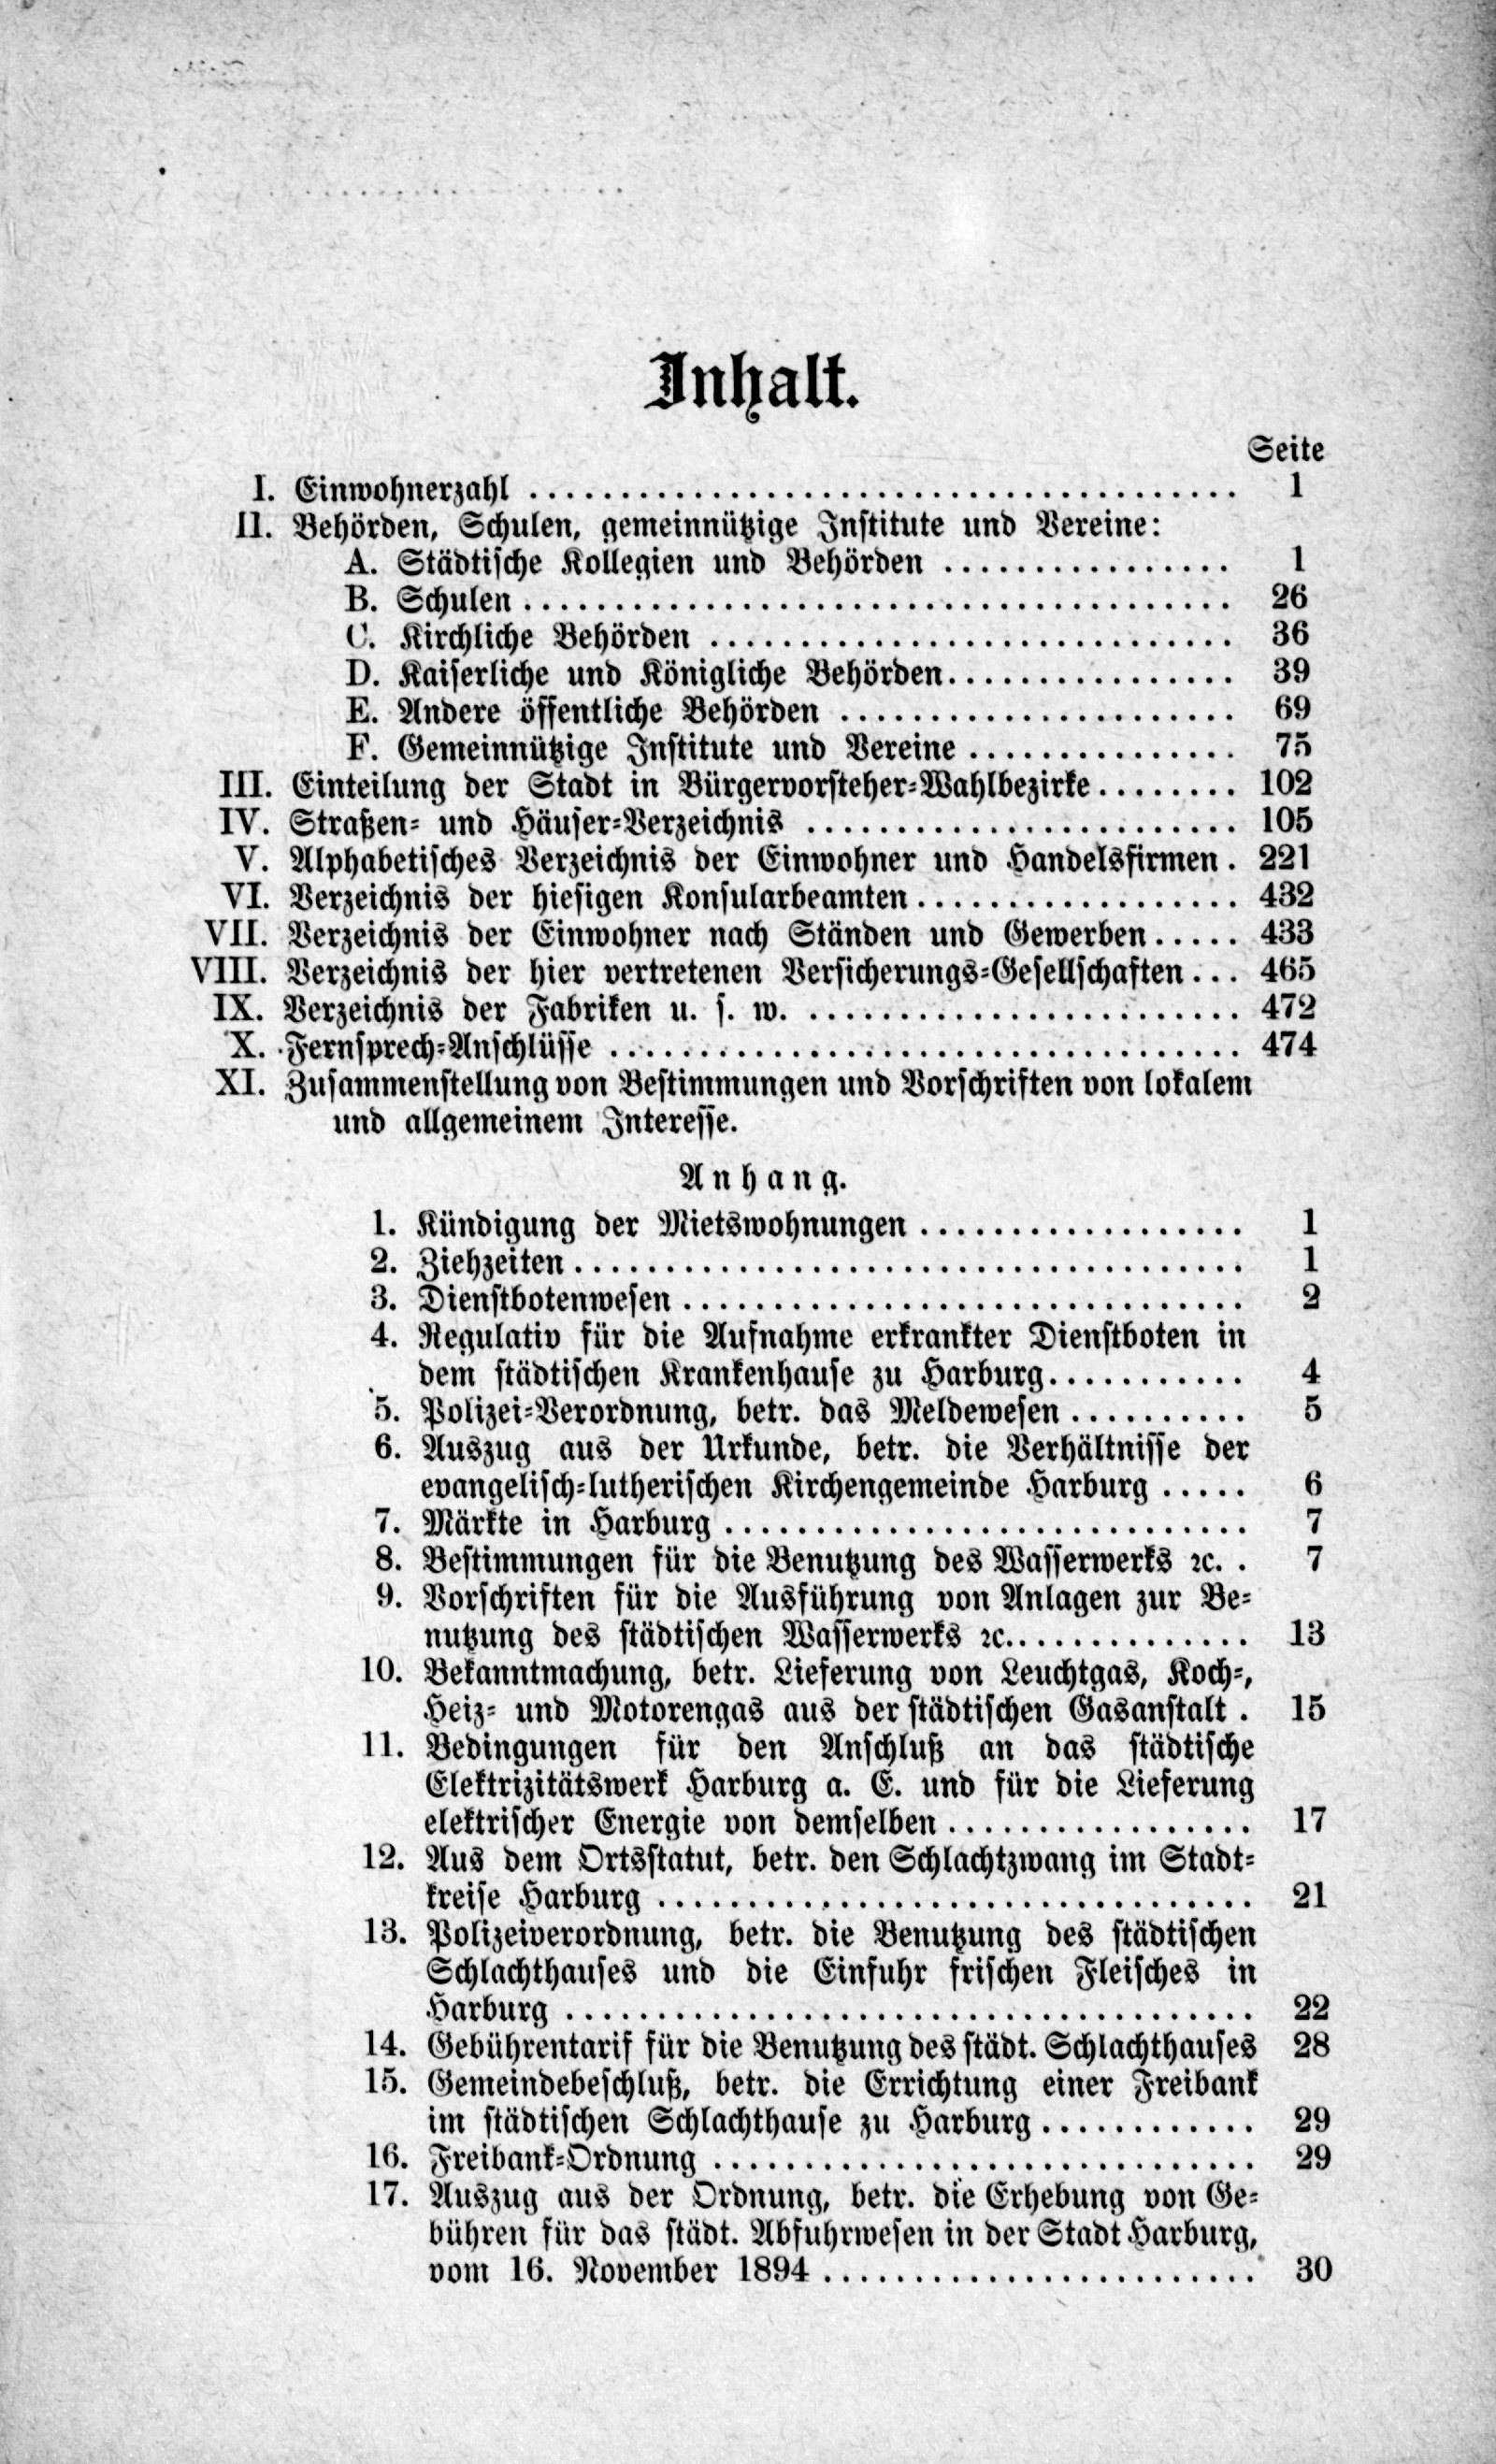 Inhalt.
Seite
I. Einwohnerzahl ........................................ 1
II. Behörden, Schulen, gemeinnützige Institute und Vereine:
A. Städtische Kollegien und Behörden ................ 1
B. Schulen ........................................ 26
C. Kirchliche Behörden ............................. 36
D. Kaiserliche und Königliche Behörden................ 39
E. Andere öffentliche Behörden ...................... 69
F. Gemeinnützige Institute und Vereine ............... 75
III. Einteilung der Stadt in Bürgervorsteher-Wahlbezirke........ 102
IV. Straßen- und Häuser-Verzeichnis ........................ 105
V. Alphabetisches Verzeichnis der Einwohner und Handelsfirmen. 221
VI. Verzeichnis der hiesigen Konsularbeamten.................. 432
VII. Verzeichnis der Einwohner nach Ständen und Gewerben..... 433
VIII. Verzeichnis der hier vertretenen Versicherungs-Gesellschaften... 465
IX. Verzeichnis der Fabriken u. s. w. ........................ 472
X. Fernsprech-Anschlüsse ................................... 474
XI. Zusammenstellung von Bestimmungen und Vorschriften von lokalem
und allgemeinem Interesse.
Anhang.
1. Kündigung der Mietswohnungen .................. 1
2. Ziehzeiten ..................................... 1
3. Dienstbotenwesen ............................... 2
4. Regulativ für die Aufnahme erkrankter Dienstboten in
dem städtischen Krankenhause zu Harburg........... 4
5. Polizei-Verordnung, betr. das Meldewesen .......... 5
6. Auszug aus der Urkunde, betr. die Verhältnisse der
evangelisch-lutherischen Kirchengemeinde Harburg ..... 6
7. Märkte in Harburg ............................. 7
8. Bestimmungen für die Benutzung des Wasserwerks ꝛc. . 7
9. Vorschriften für die Ausführung von Anlagen zur Be-
nutzung des städtischen Wasserwerks ꝛc.............. 13
10. Bekanntmachung, betr. Lieferung von Leuchtgas, Koch-,
Heiz- und Motorengas aus der städtischen Gasanstalt . 15
11. Bedingungen für den Anschluß an das städtische
Elektrizitätswerk Harburg a. E. und für die Lieferung
elektrischer Energie von demselben ................. 17
12. Aus dem Ortsstatut, betr. den Schlachtzwang im Stadt-
kreise Harburg ................................. 21
13. Polizeiverordnung, betr. die Benutzung des städtischen
Schlachthauses und die Einfuhr frischen Fleisches in
Harburg ...................................... 22
14. Gebührentarif für die Benutzung des städt. Schlachthauses 28
15. Gemeindebeschluß, betr. die Errichtung einer Freibank
im städtischen Schlachthause zu Harburg............ 29
16. Freibank-Ordnung .............................. 29
17. Auszug aus der Ordnung, betr. die Erhebung von Ge-
bühren für das städt. Abfuhrwesen in der Stadt Harburg,
vom 16. November 1894 ........................ 30